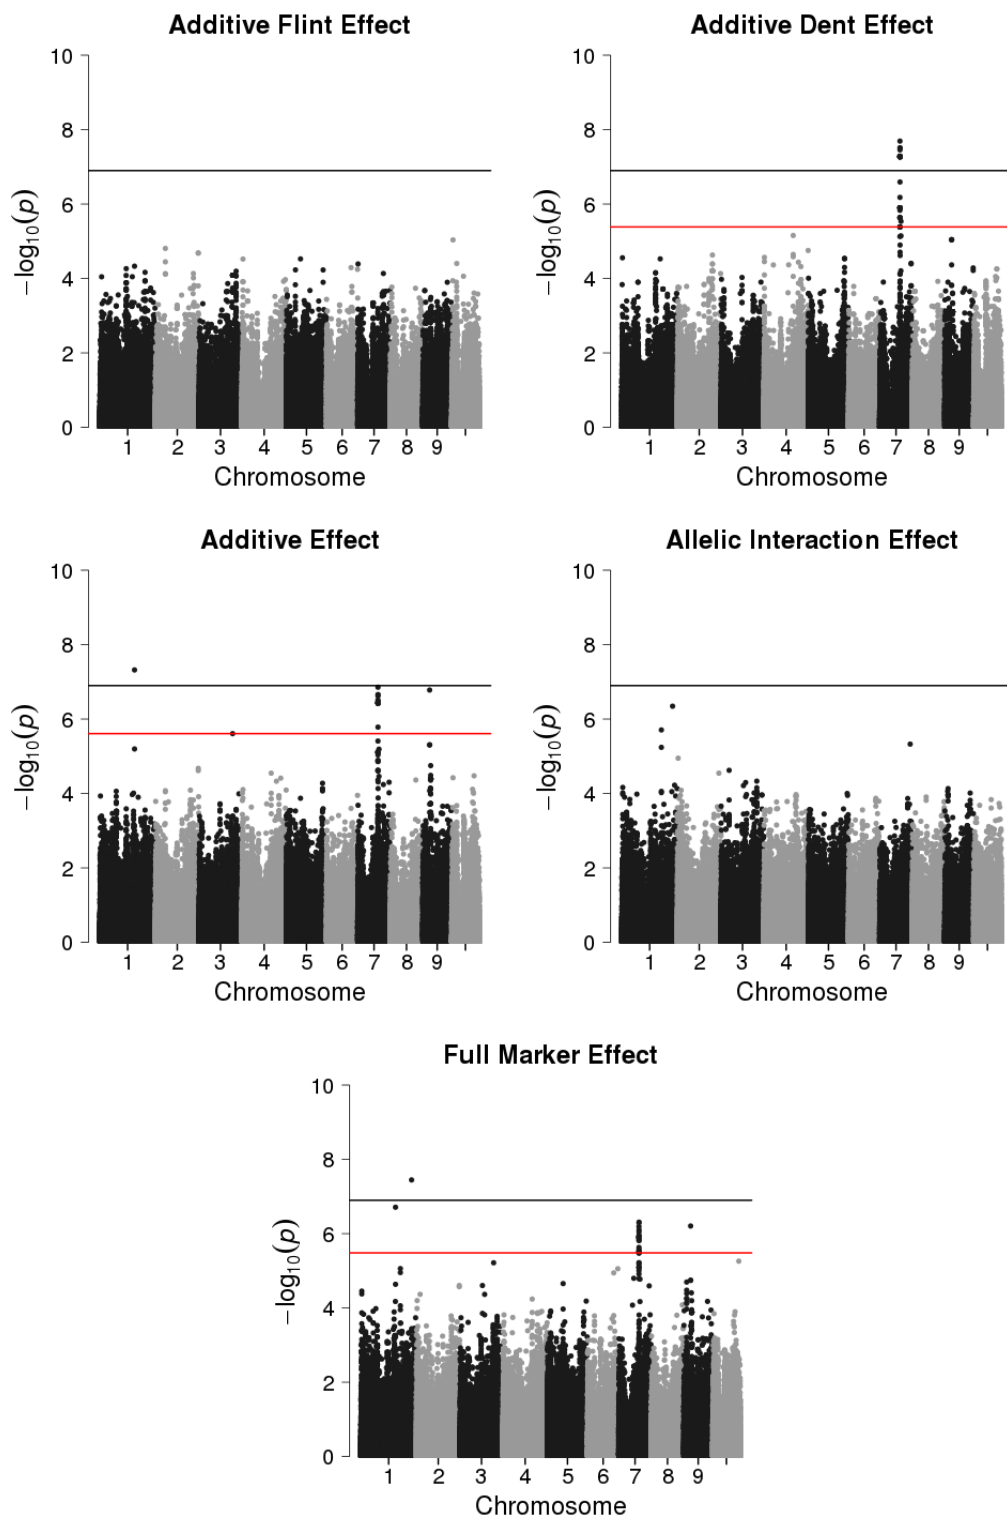 Additive Flint Effect
10
8
6
4
2
0
−log₁₀(p)
1 2 3 4 5 6 7 8 9
Chromosome
Additive Dent Effect
10
8
6
4
2
0
−log₁₀(p)
1 2 3 4 5 6 7 8 9
Chromosome
Additive Effect
10
8
6
4
2
0
−log₁₀(p)
1 2 3 4 5 6 7 8 9
Chromosome
Allelic Interaction Effect
10
8
6
4
2
0
−log₁₀(p)
1 2 3 4 5 6 7 8 9
Chromosome
Full Marker Effect
10
8
6
4
2
0
−log₁₀(p)
1 2 3 4 5 6 7 8 9
Chromosome